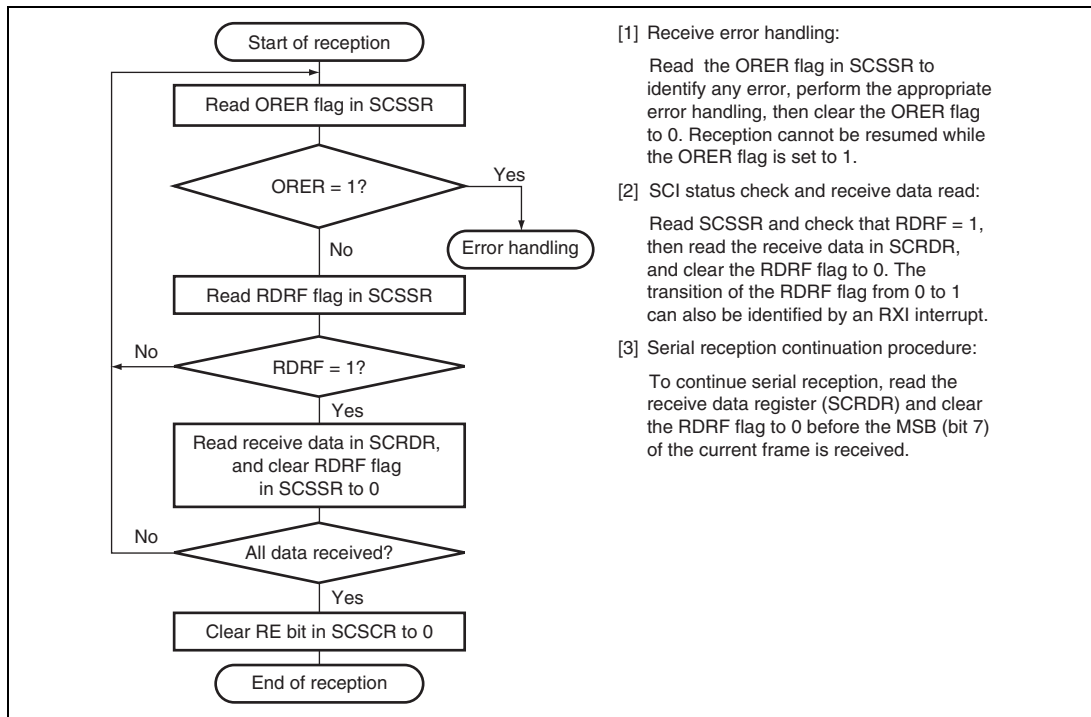 Start of reception
Read ORER flag in SCSSR
ORER = 1?
Yes
Error handling
No
Read RDRF flag in SCSSR
No
RDRF = 1?
Yes
Read receive data in SCRDR,
and clear RDRF flag
in SCSSR to 0
No
All data received?
Yes
Clear RE bit in SCSCR to 0
End of reception
[1] Receive error handling:
Read the ORER flag in SCSSR to
identify any error, perform the appropriate
error handling, then clear the ORER flag
to 0. Reception cannot be resumed while
the ORER flag is set to 1.
[2] SCI status check and receive data read:
Read SCSSR and check that RDRF = 1,
then read the receive data in SCRDR,
and clear the RDRF flag to 0. The
transition of the RDRF flag from 0 to 1
can also be identified by an RXI interrupt.
[3] Serial reception continuation procedure:
To continue serial reception, read the
receive data register (SCRDR) and clear
the RDRF flag to 0 before the MSB (bit 7)
of the current frame is received.